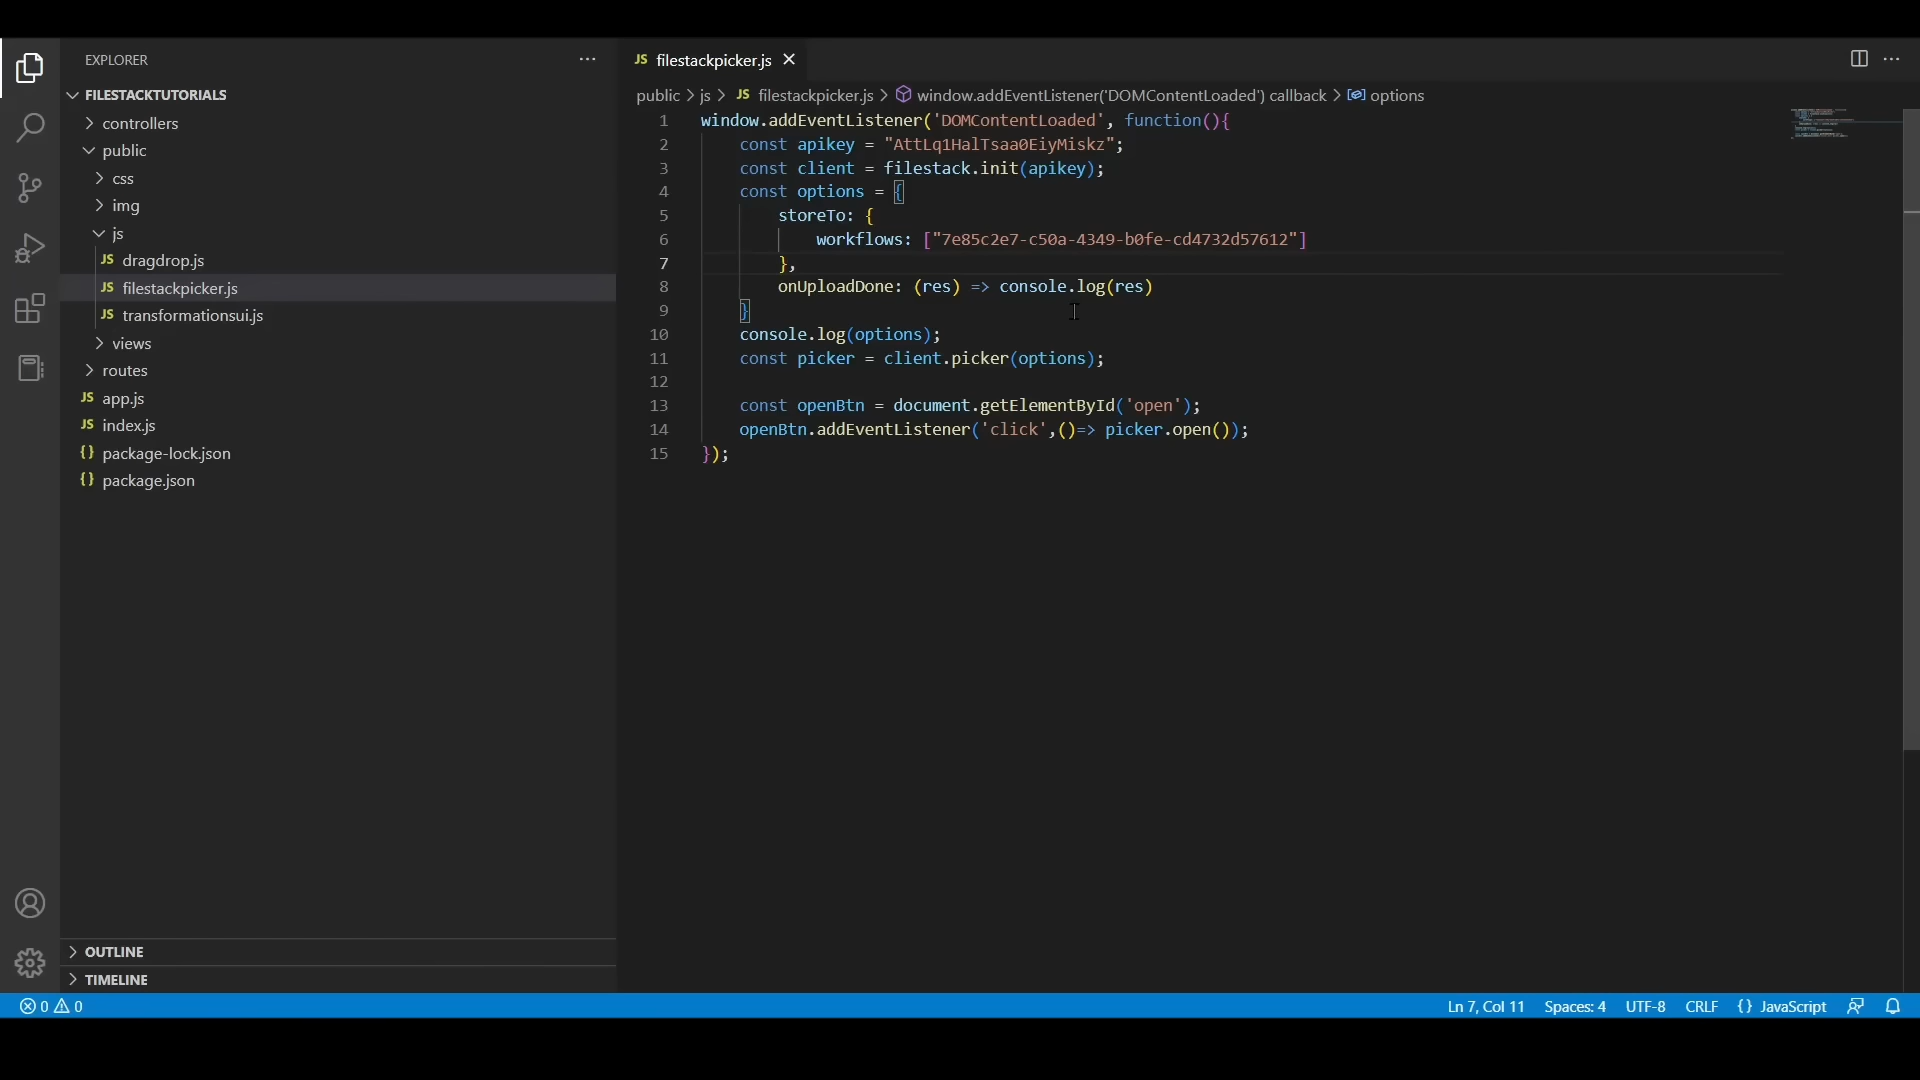 EXPLORER
FILESTACKTUTORIALS
controllers
public
css
img
js
JS dragdrop.js
JS filestackpicker.js
JS transformationsui.js
views
routes
JS app.js
JS index.js
{} package-lock.json
{} package.json
OUTLINE
TIMELINE
JS filestackpicker.js
public > js > JS filestackpicker.js > window.addEventListener('DOMContentLoaded') callback > options
1 window.addEventListener('DOMContentLoaded', function(){
2     const apikey = "AttLq1HalTsaa0EiyMiskz";
3     const client = filestack.init(apikey);
4     const options = {
5         storeTo: {
6             workflows: ["7e85c2e7-c50a-4349-b0fe-cd4732d57612"]
7         },
8         onUploadDone: (res) => console.log(res)
9     }
10     console.log(options);
11     const picker = client.picker(options);
12
13     const openBtn = document.getElementById('open');
14     openBtn.addEventListener('click',()=> picker.open());
15 });
0 0 Ln 7, Col 11 Spaces: 4 UTF-8 CRLF {} JavaScript